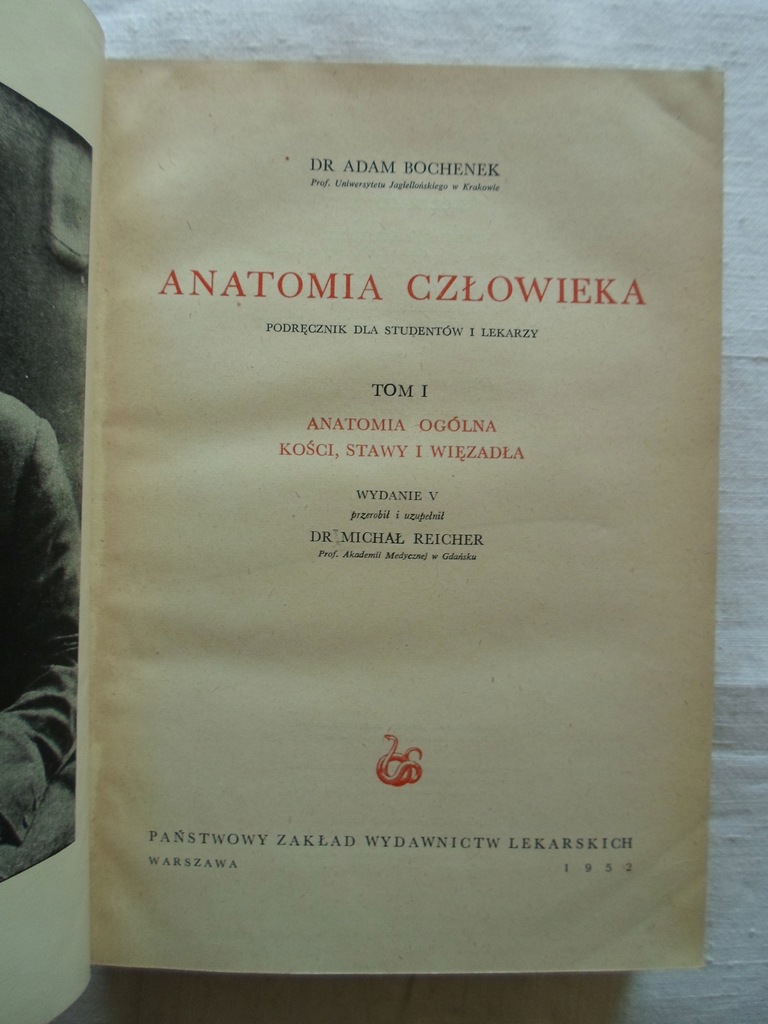 DR ADAM BOCHENEK
Prof. Uniwersytetu Jagiellońskiego w Krakowie
ANATOMIA CZŁOWIEKA
PODRĘCZNIK DLA STUDENTÓW I LEKARZY
TOM I
ANATOMIA OGÓLNA
KOŚCI, STAWY I WIĘZADŁA
WYDANIE V
przerobił i uzupełnił
DR MICHAŁ REICHER
Prof. Akademii Medycznej w Gdańsku
PAŃSTWOWY ZAKŁAD WYDAWNICTW LEKARSKICH
WARSZAWA 1952